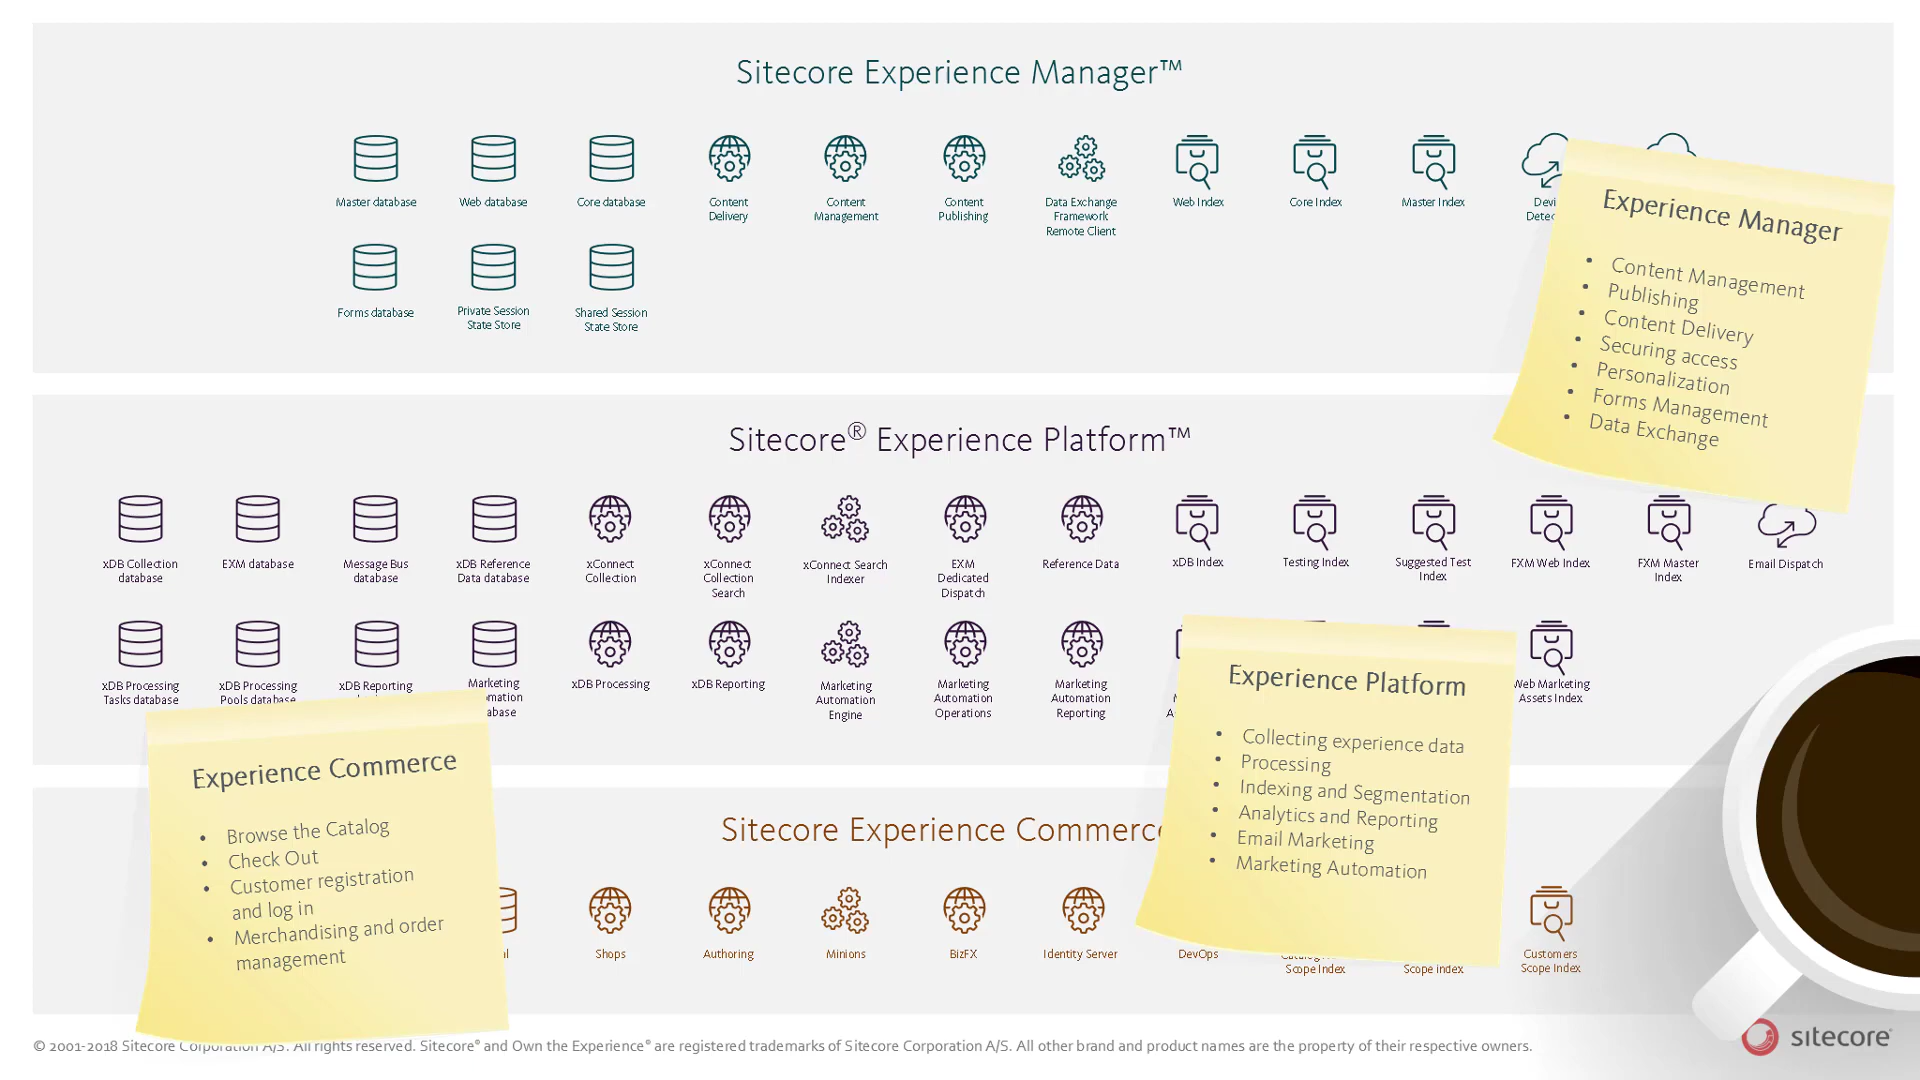 Sitecore Experience Manager™
Master database
Web database
Core database
Content
Delivery
Content
Management
Content
Publishing
Data Exchange
Framework
Remote Client
Web Index
Core Index
Master Index
Forms database
Private Session
State Store
Shared Session
State Store
Experience Manager
• Content Management
• Publishing
• Content Delivery
• Securing access
• Personalization
• Forms Management
• Data Exchange
Sitecore® Experience Platform™
xDB Collection
database
EXM database
Message Bus
database
xDB Reference
Data database
xConnect
Collection
xConnect
Collection
Search
xConnect Search
Indexer
EXM
Dedicated
Dispatch
Reference Data
xDB Index
Testing Index
Suggested Test
Index
FXM Web Index
FXM Master
Index
Email Dispatch
xDB Processing
Tasks database
xDB Processing
Pools database
xDB Reporting
Marketing
xDB Processing
xDB Reporting
Marketing
Automation
Engine
Marketing
Automation
Operations
Marketing
Automation
Reporting
Web Marketing
Assets Index
Experience Platform
• Collecting experience data
• Processing
• Indexing and Segmentation
• Analytics and Reporting
• Email Marketing
• Marketing Automation
Experience Commerce
• Browse the Catalog
• Check Out
• Customer registration
and log in
• Merchandising and order
management
Sitecore Experience Commerce
Shops
Authoring
Minions
BizFX
Identity Server
DevOps
Scope Index
Scope index
Customers
Scope Index
© 2001-2018 Sitecore Corporation A/S. All rights reserved. Sitecore® and Own the Experience® are registered trademarks of Sitecore Corporation A/S. All other brand and product names are the property of their respective owners.
sitecore